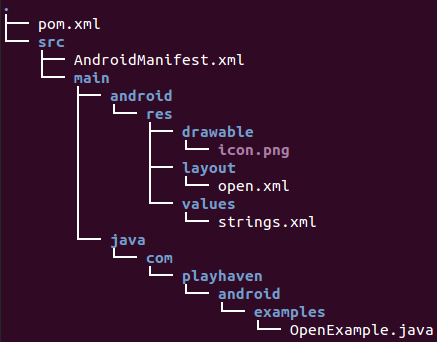 .
pom.xml
src
AndroidManifest.xml
main
android
res
drawable
icon.png
layout
open.xml
values
strings.xml
java
com
playhaven
android
examples
OpenExample.java